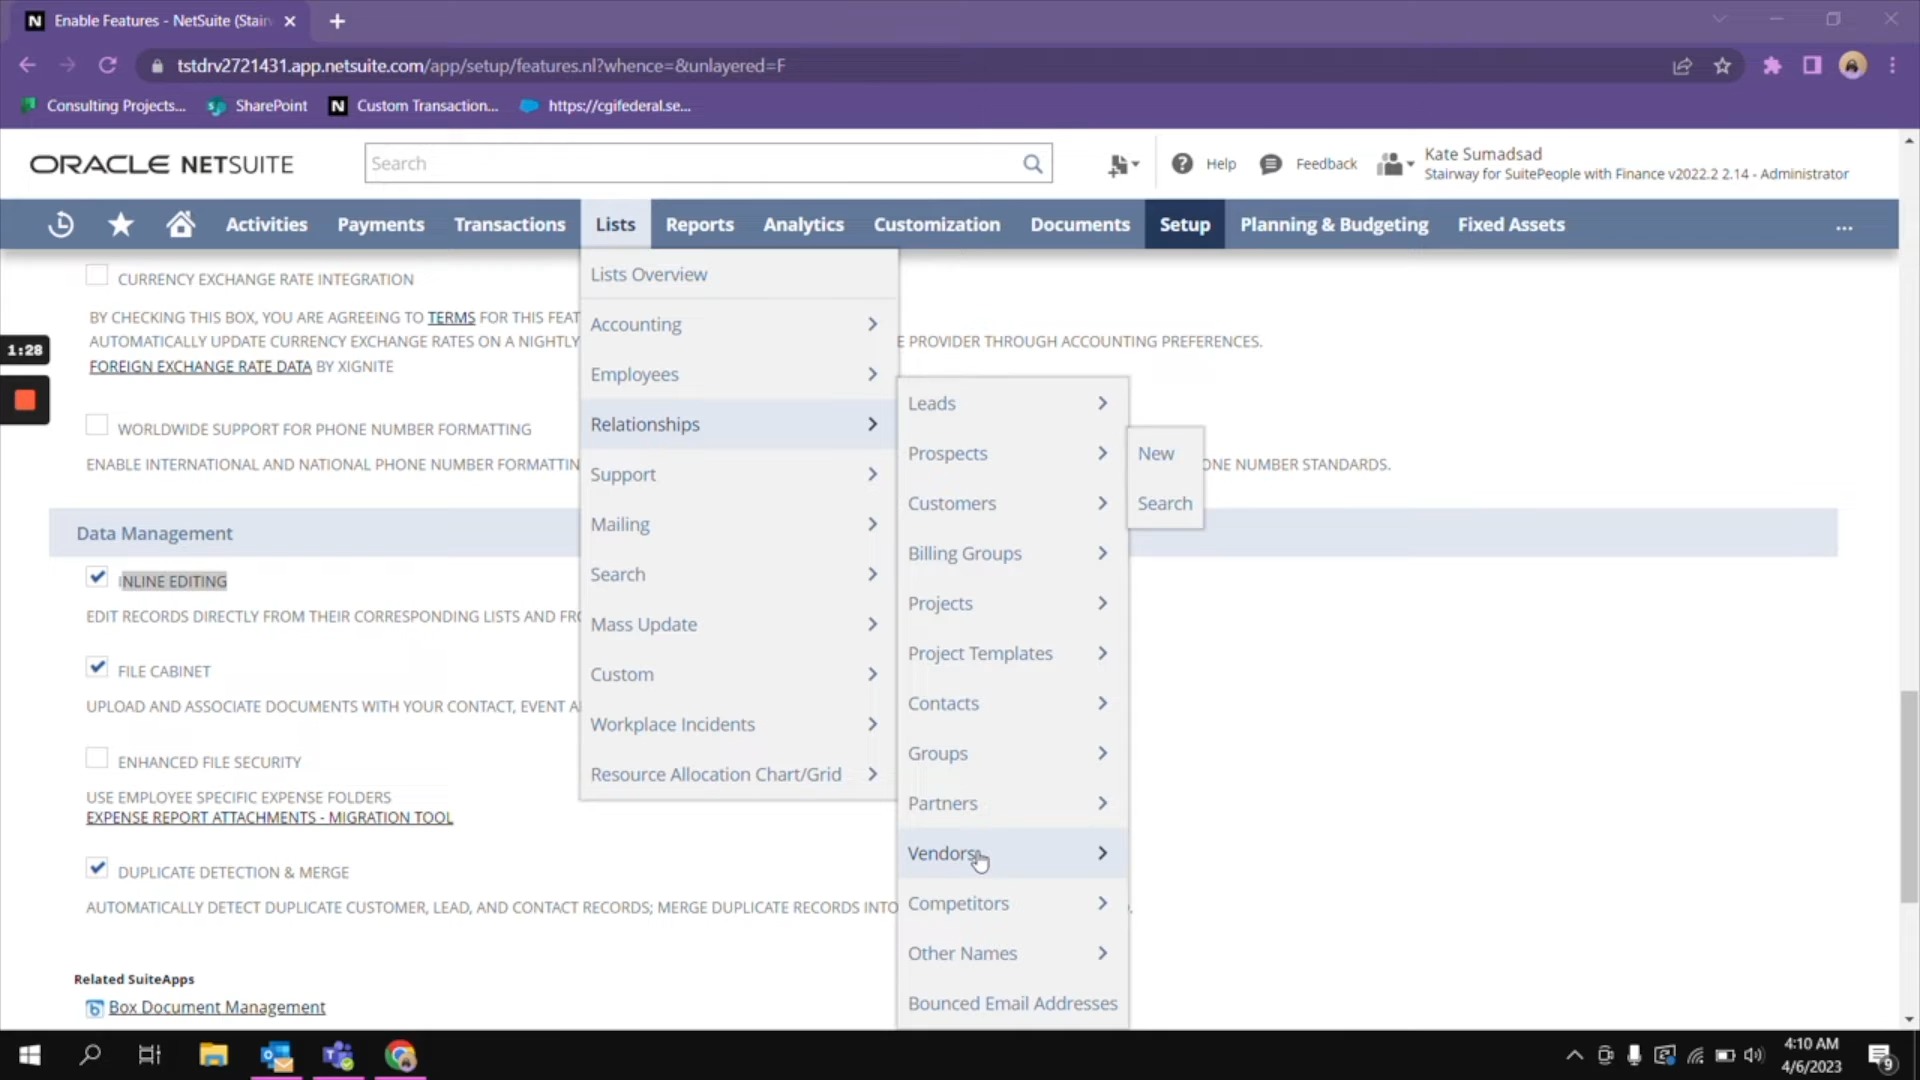 Enable Features - NetSuite (Stair
tstdrv2721431.app.netsuite.com/app/setup/features.nl?whence=&unlayered=F
Consulting Projects... SharePoint Custom Transaction... https://cgifederal.se...
ORACLE NETSUITE
Search
Help
Feedback
Kate Sumadsad
Stairway for SuitePeople with Finance v2022.2 2.14 - Administrator
Activities Payments Transactions Lists Reports Analytics Customization Documents Setup Planning & Budgeting Fixed Assets ...
CURRENCY EXCHANGE RATE INTEGRATION
BY CHECKING THIS BOX, YOU ARE AGREEING TO TERMS FOR THIS FEAT
AUTOMATICALLY UPDATE CURRENCY EXCHANGE RATES ON A NIGHTLY E PROVIDER THROUGH ACCOUNTING PREFERENCES.
FOREIGN EXCHANGE RATE DATA BY XIGNITE
1:28
WORLDWIDE SUPPORT FOR PHONE NUMBER FORMATTING
ENABLE INTERNATIONAL AND NATIONAL PHONE NUMBER FORMATTIN ONE NUMBER STANDARDS.
Data Management
INLINE EDITING
EDIT RECORDS DIRECTLY FROM THEIR CORRESPONDING LISTS AND FRO
FILE CABINET
UPLOAD AND ASSOCIATE DOCUMENTS WITH YOUR CONTACT, EVENT A
ENHANCED FILE SECURITY
USE EMPLOYEE SPECIFIC EXPENSE FOLDERS
EXPENSE REPORT ATTACHMENTS - MIGRATION TOOL
DUPLICATE DETECTION & MERGE
AUTOMATICALLY DETECT DUPLICATE CUSTOMER, LEAD, AND CONTACT RECORDS; MERGE DUPLICATE RECORDS INTO
Related SuiteApps
Box Document Management
Lists Overview
Accounting
Employees
Relationships
Support
Mailing
Search
Mass Update
Custom
Workplace Incidents
Resource Allocation Chart/Grid
Leads
Prospects
Customers
Billing Groups
Projects
Project Templates
Contacts
Groups
Partners
Vendors
Competitors
Other Names
Bounced Email Addresses
New
Search
4:10 AM
4/6/2023
9